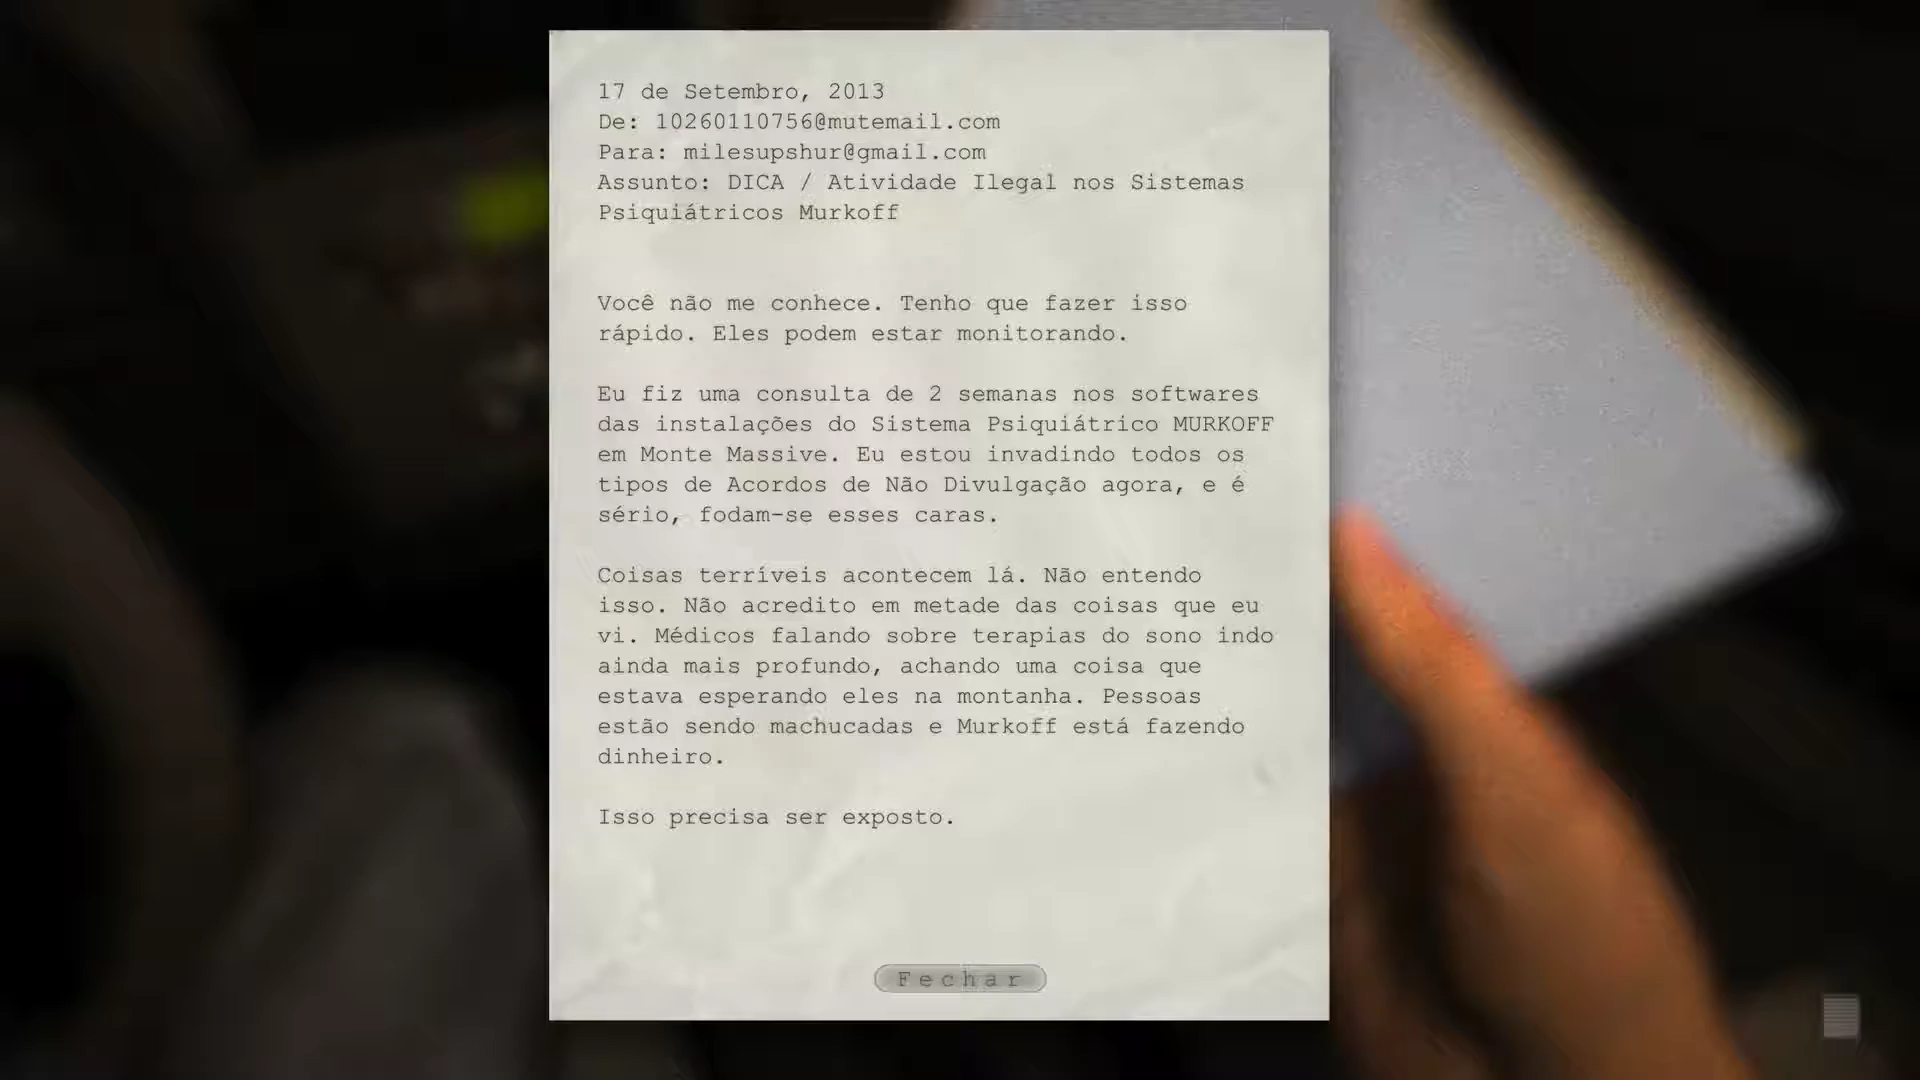 17 de Setembro, 2013
De: 10260110756@mutemail.com
Para: milesupshur@gmail.com
Assunto: DICA / Atividade Ilegal nos Sistemas
Psiquiátricos Murkoff
Você não me conhece. Tenho que fazer isso
rápido. Eles podem estar monitorando.
Eu fiz uma consulta de 2 semanas nos softwares
das instalações do Sistema Psiquiátrico MURKOFF
em Monte Massive. Eu estou invadindo todos os
tipos de Acordos de Não Divulgação agora, e é
sério, fodam-se esses caras.
Coisas terríveis acontecem lá. Não entendo
isso. Não acredito em metade das coisas que eu
vi. Médicos falando sobre terapias do sono indo
ainda mais profundo, achando uma coisa que
estava esperando eles na montanha. Pessoas
estão sendo machucadas e Murkoff está fazendo
dinheiro.
Isso precisa ser exposto.
Fechar